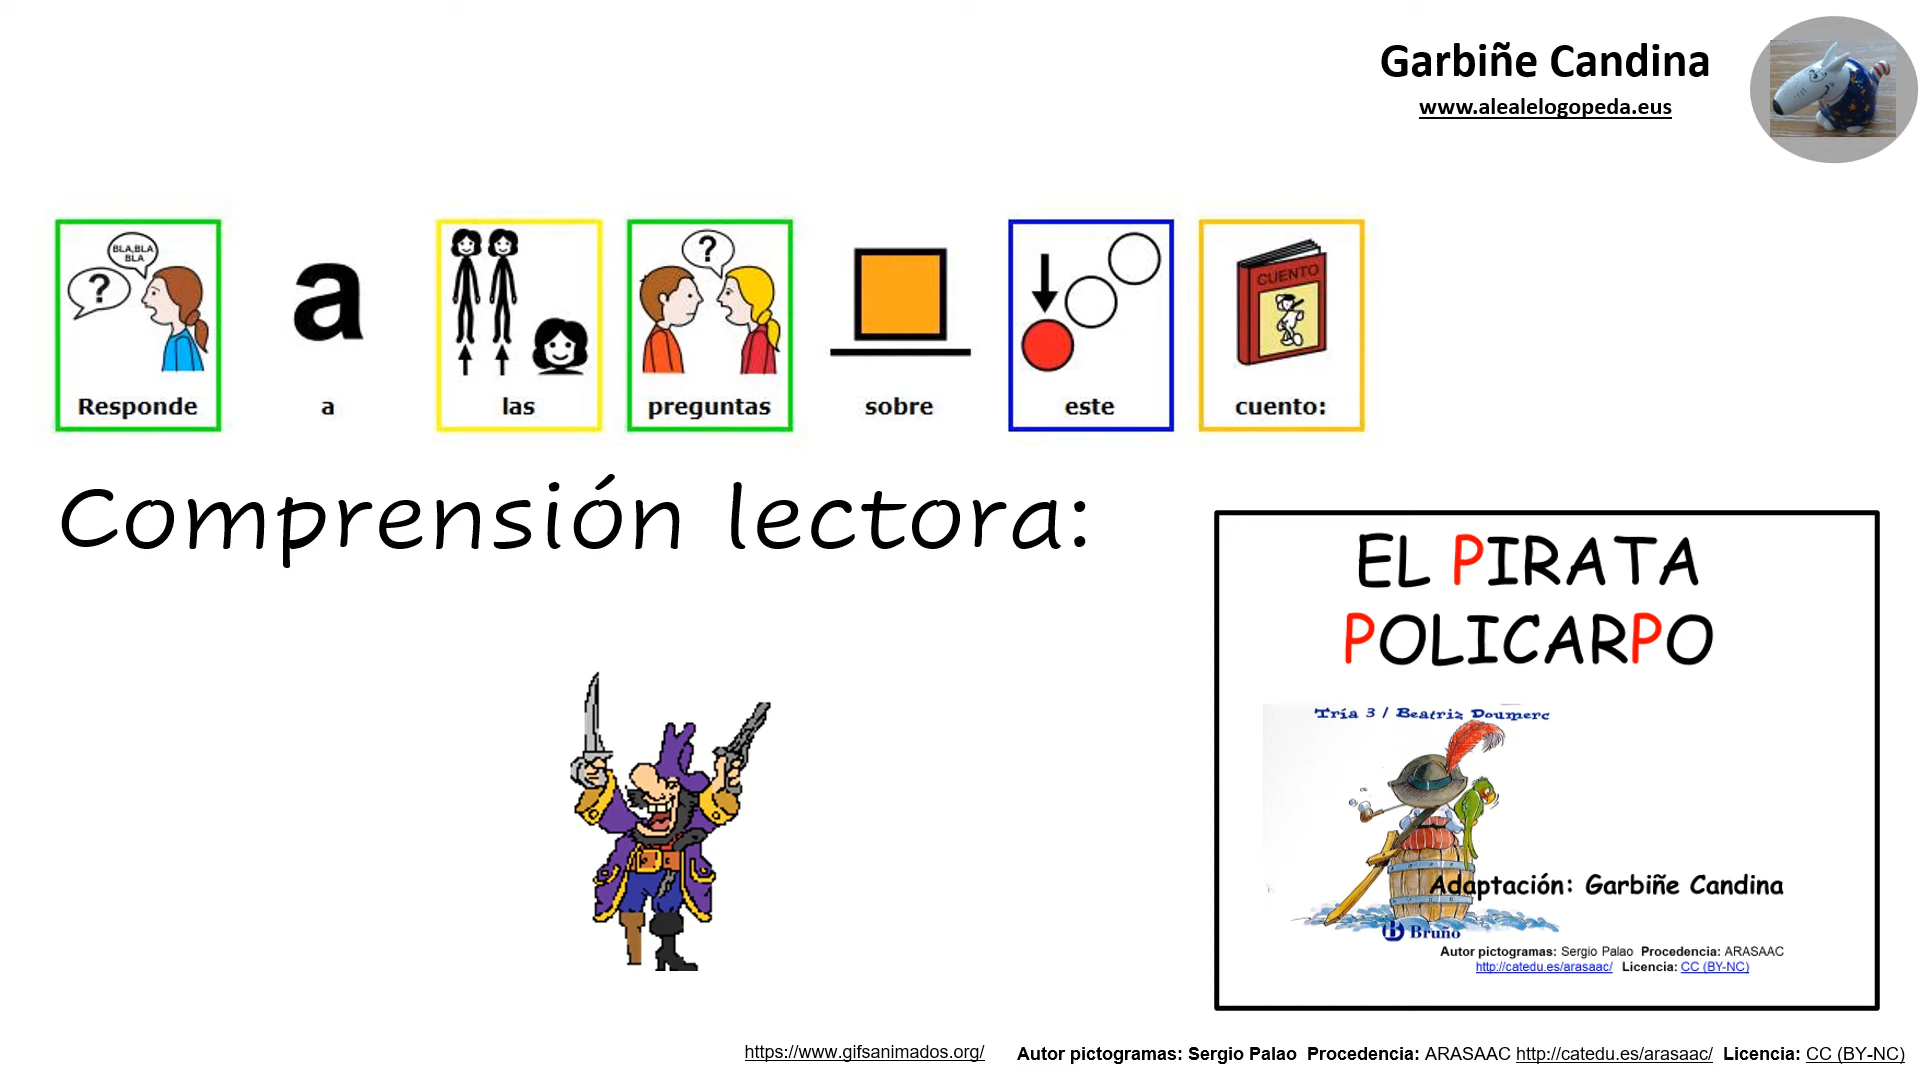 Garbiñe Candina
www.alealelogopeda.eus
BLA,BLA
BLA
?
?
a
CUENTO
Responde a las preguntas sobre este cuento:
Comprensión lectora:
EL PIRATA
POLICARPO
Tría 3 / Beatriz Doumerc
Adaptación: Garbiñe Candina
B Bruño
Autor pictogramas: Sergio Palao Procedencia: ARASAAC
http://catedu.es/arasaac/ Licencia: CC (BY-NC)
https://www.gifsanimados.org/ Autor pictogramas: Sergio Palao Procedencia: ARASAAC http://catedu.es/arasaac/ Licencia: CC (BY-NC)